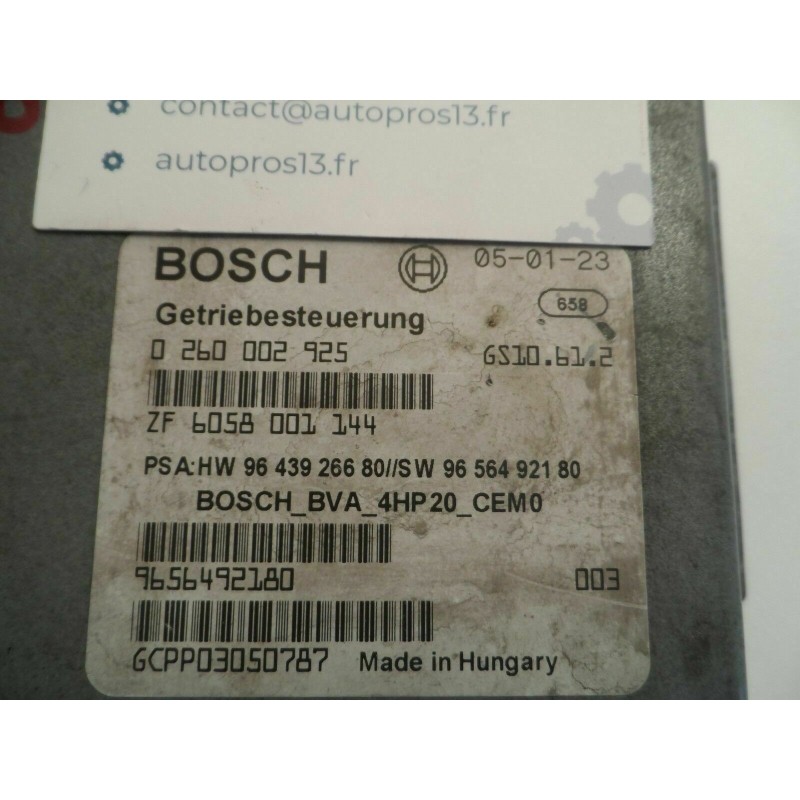 contact@autopros13.fr
autopros13.fr
BOSCH 05-01-23
658
Getriebesteuerung
0 260 002 925 GS10.61.2
ZF 6058 001 144
PSA:HW 96 439 266 80//SW 96 564 921 80
BOSCH_BVA_4HP20_CEM0
9656492180 003
GCPP03050787 Made in Hungary